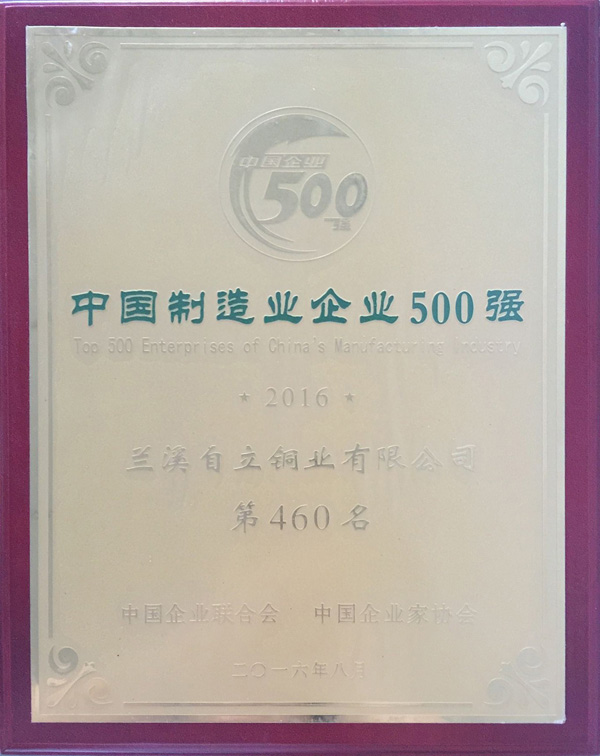 中国企业
500
强
中国制造业企业500强
Top 500 Enterprises of China's Manufacturing Industry
★ 2016 ★
兰溪自立铜业有限公司
第460名
中国企业联合会 中国企业家协会
二〇一六年八月